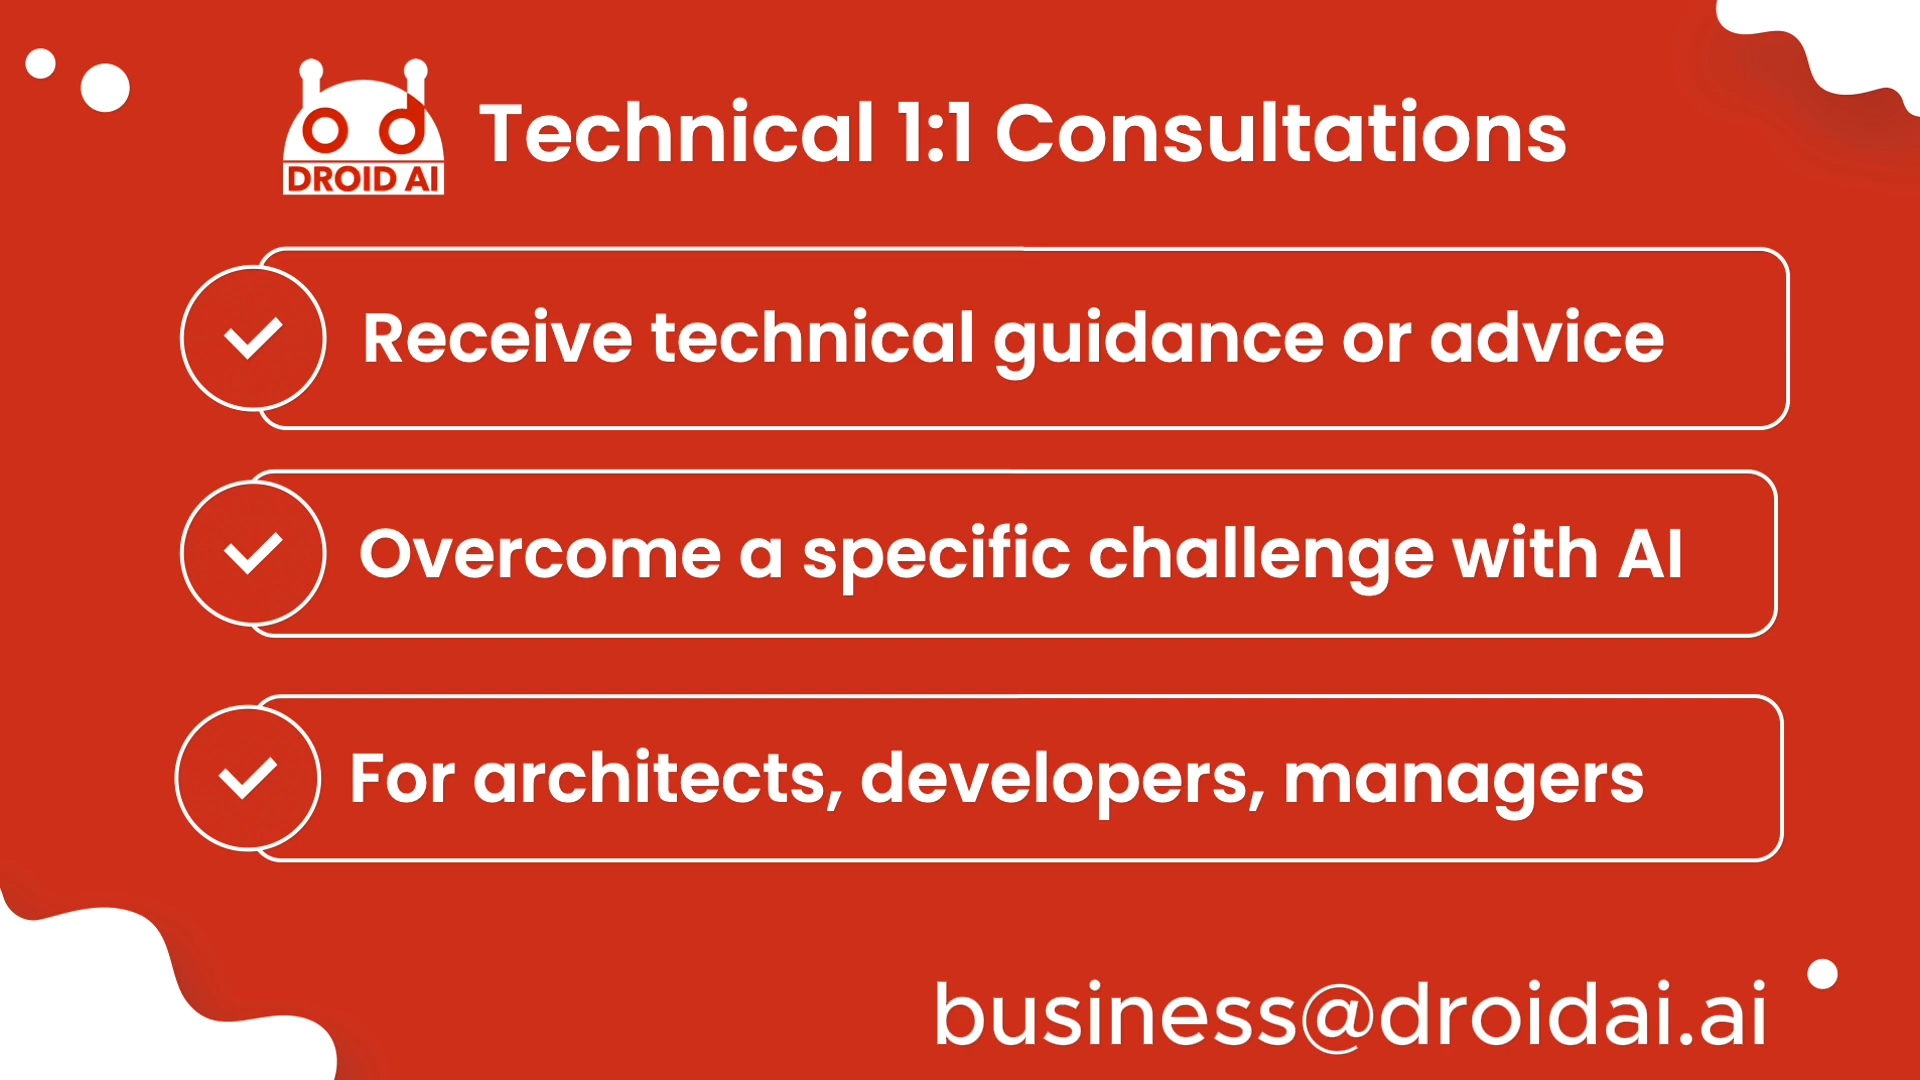 DROID AI
Technical 1:1 Consultations
Receive technical guidance or advice
Overcome a specific challenge with AI
For architects, developers, managers
business@droidai.ai